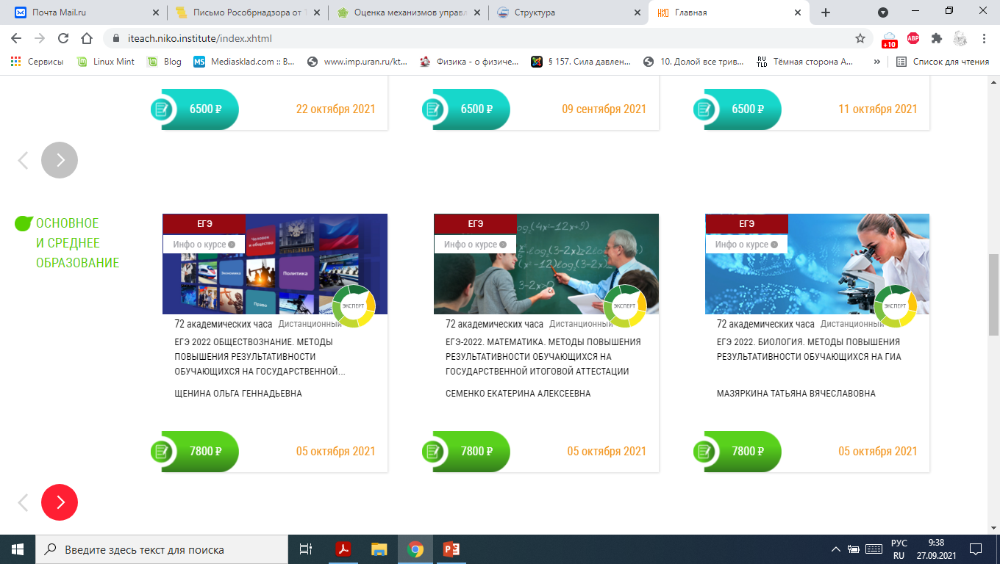 Почта Mail.ru
Письмо Рособрнадзора от 1
Оценка механизмов управл
Структура
НКО Главная
iteach.niko.institute/index.xhtml
+10
ABP
Сервисы
Linux Mint
Blog
MS Mediasklad.com :: В...
www.imp.uran.ru/kt...
Физика - о физиче...
§ 157. Сила давлен...
10. Долой все трив...
RU TLD Тёмная сторона А...
»
Список для чтения
6500 ₽
22 октября 2021
6500 ₽
09 сентября 2021
6500 ₽
11 октября 2021
ОСНОВНОЕ
И СРЕДНЕЕ
ОБРАЗОВАНИЕ
ЕГЭ
Инфо о курсе
Человек
и общество
Экономика
Политика
Право
ЭКСПЕРТ
72 академических часа Дистанционный
ЕГЭ 2022 ОБЩЕСТВОЗНАНИЕ. МЕТОДЫ
ПОВЫШЕНИЯ РЕЗУЛЬТАТИВНОСТИ
ОБУЧАЮЩИХСЯ НА ГОСУДАРСТВЕННОЙ...
ЩЕНИНА ОЛЬГА ГЕННАДЬЕВНА
7800 ₽
05 октября 2021
ЕГЭ
Инфо о курсе
ЭКСПЕРТ
72 академических часа Дистанционный
ЕГЭ-2022. МАТЕМАТИКА. МЕТОДЫ ПОВЫШЕНИЯ
РЕЗУЛЬТАТИВНОСТИ ОБУЧАЮЩИХСЯ НА
ГОСУДАРСТВЕННОЙ ИТОГОВОЙ АТТЕСТАЦИИ
СЕМЕНКО ЕКАТЕРИНА АЛЕКСЕЕВНА
7800 ₽
05 октября 2021
ЕГЭ
Инфо о курсе
ЭКСПЕРТ
72 академических часа Дистанционный
ЕГЭ 2022. БИОЛОГИЯ. МЕТОДЫ ПОВЫШЕНИЯ
РЕЗУЛЬТАТИВНОСТИ ОБУЧАЮЩИХСЯ НА ГИА
МАЗЯРКИНА ТАТЬЯНА ВЯЧЕСЛАВОВНА
7800 ₽
05 октября 2021
Введите здесь текст для поиска
РУС
RU
9:38
27.09.2021